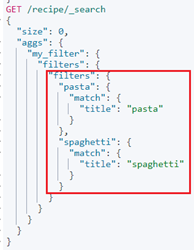 GET /recipe/_search
{
  "size": 0,
  "aggs": {
    "my_filter": {
      "filters": {
        "filters": {
          "pasta": {
            "match": {
              "title": "pasta"
            }
          },
          "spaghetti": {
            "match": {
              "title": "spaghetti"
            }
          }
        }
      }
    }
  }
}